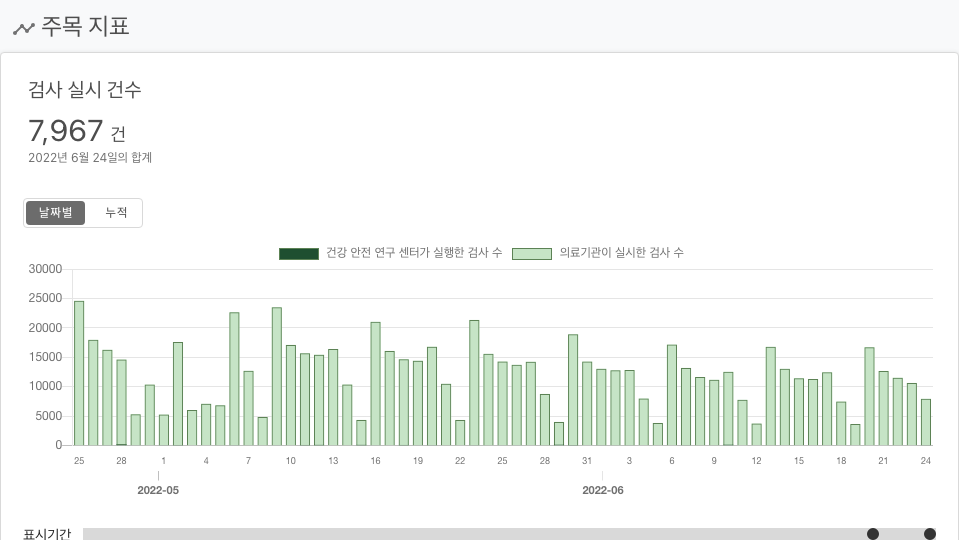 주목 지표
검사 실시 건수
7,967 건
2022년 6월 24일의 합계
날짜별 누적
건강 안전 연구 센터가 실행한 검사 수 의료기관이 실시한 검사 수
30000
25000
20000
15000
10000
5000
0
25 28 1 4 7 10 13 16 19 22 25 28 31 3 6 9 12 15 18 21 24
2022-05 2022-06
표시기간